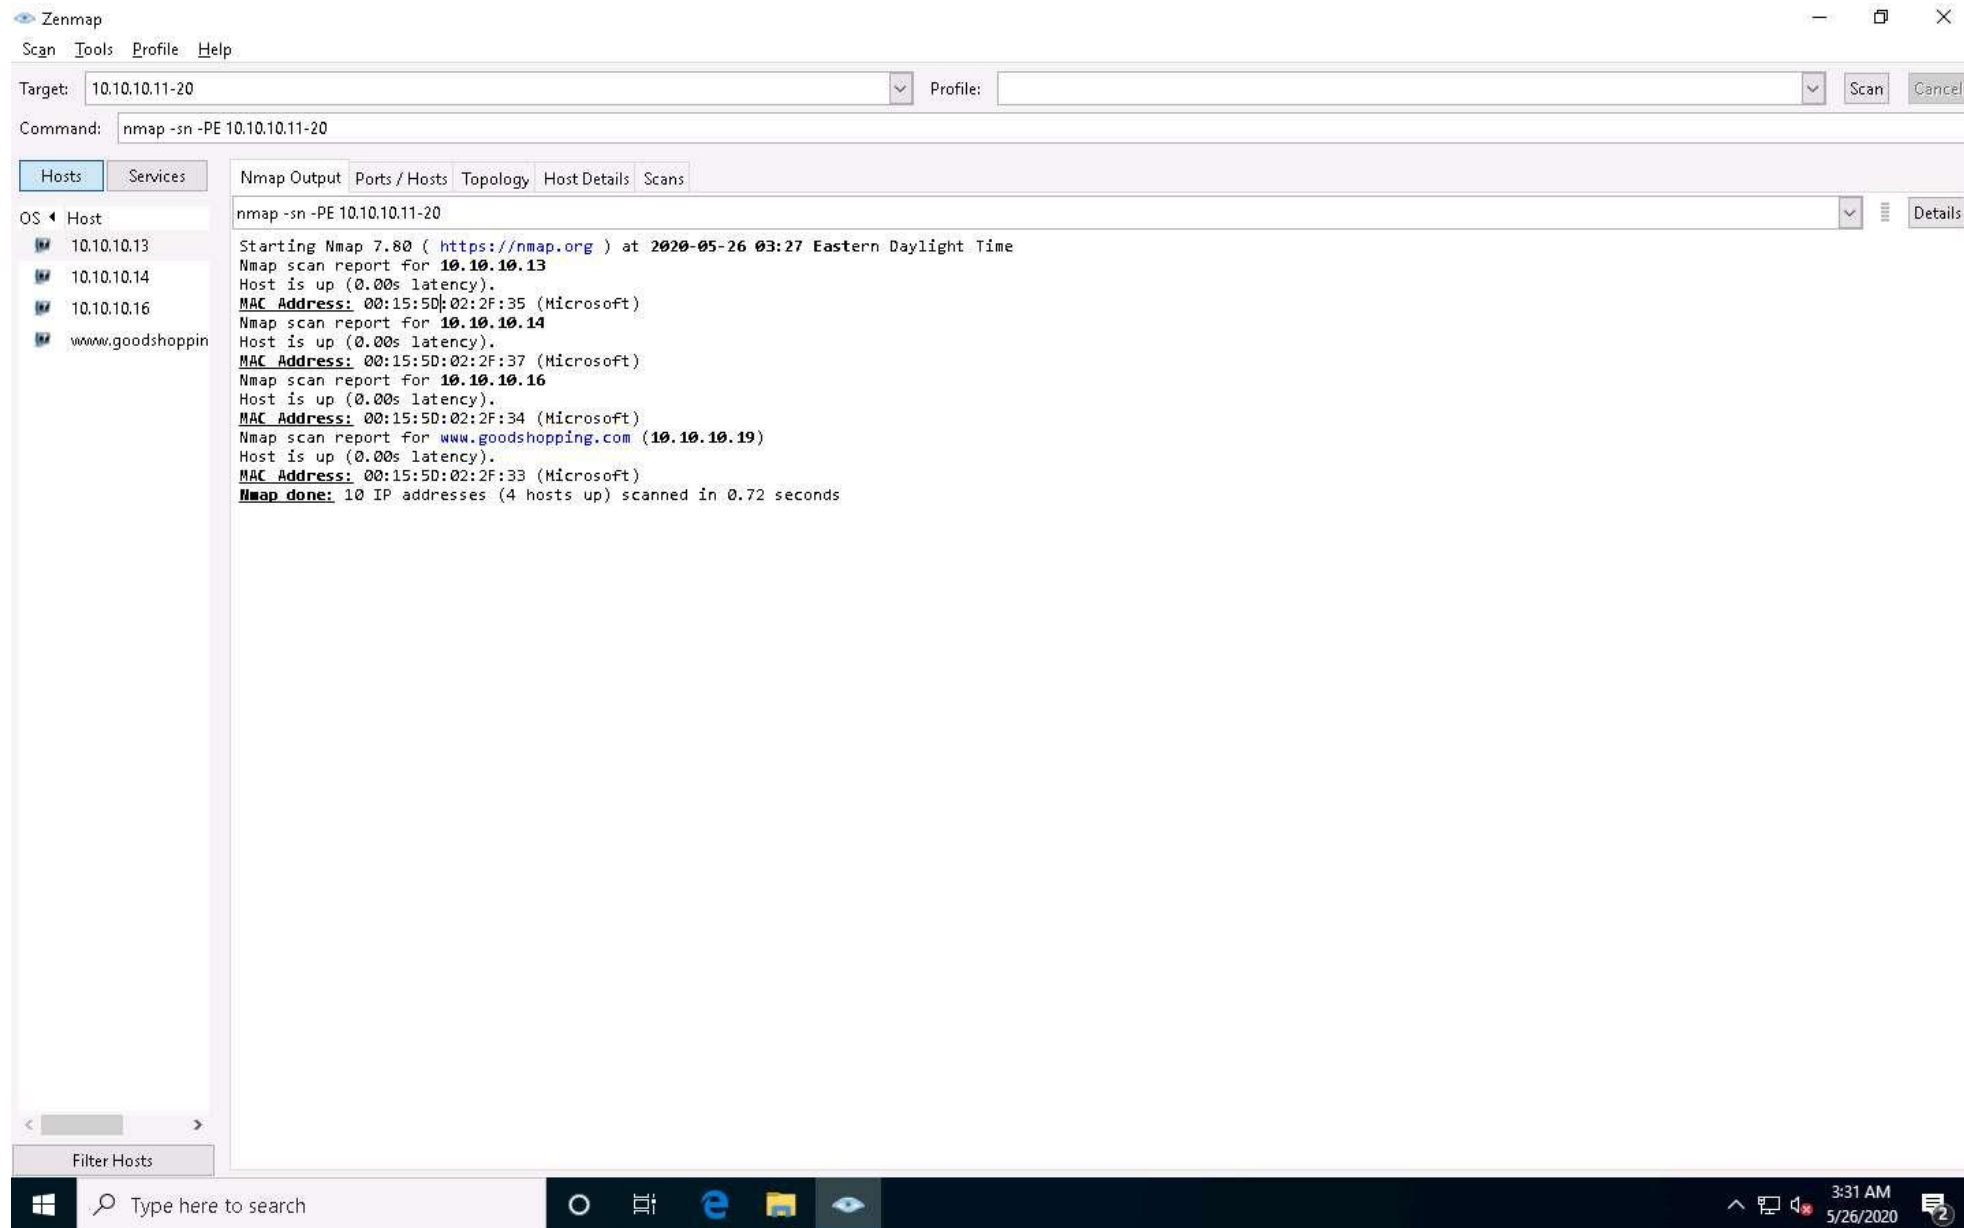 Zenmap
Scan Tools Profile Help
Target: 10.10.10.11-20 Profile: Scan Cancel
Command: nmap -sn -PE 10.10.10.11-20
Hosts Services
Nmap Output Ports / Hosts Topology Host Details Scans
OS Host
10.10.10.13
10.10.10.14
10.10.10.16
www.goodshoppin
nmap -sn -PE 10.10.10.11-20 Details
Starting Nmap 7.80 ( https://nmap.org ) at 2020-05-26 03:27 Eastern Daylight Time
Nmap scan report for 10.10.10.13
Host is up (0.00s latency).
MAC Address: 00:15:5D:02:2F:35 (Microsoft)
Nmap scan report for 10.10.10.14
Host is up (0.00s latency).
MAC Address: 00:15:5D:02:2F:37 (Microsoft)
Nmap scan report for 10.10.10.16
Host is up (0.00s latency).
MAC Address: 00:15:5D:02:2F:34 (Microsoft)
Nmap scan report for www.goodshopping.com (10.10.10.19)
Host is up (0.00s latency).
MAC Address: 00:15:5D:02:2F:33 (Microsoft)
Nmap done: 10 IP addresses (4 hosts up) scanned in 0.72 seconds
Filter Hosts
Type here to search
3:31 AM
5/26/2020
2